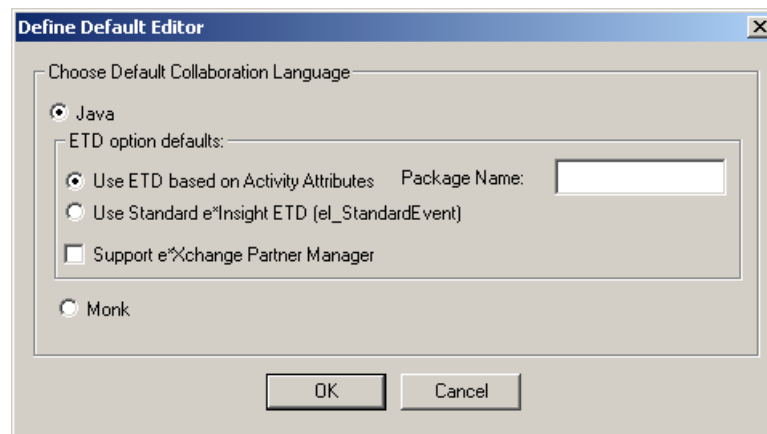 Define Default Editor
Choose Default Collaboration Language
Java
ETD option defaults:
Use ETD based on Activity Attributes Package Name:
Use Standard e*Insight ETD (eI_StandardEvent)
Support e*Xchange Partner Manager
Monk
OK Cancel